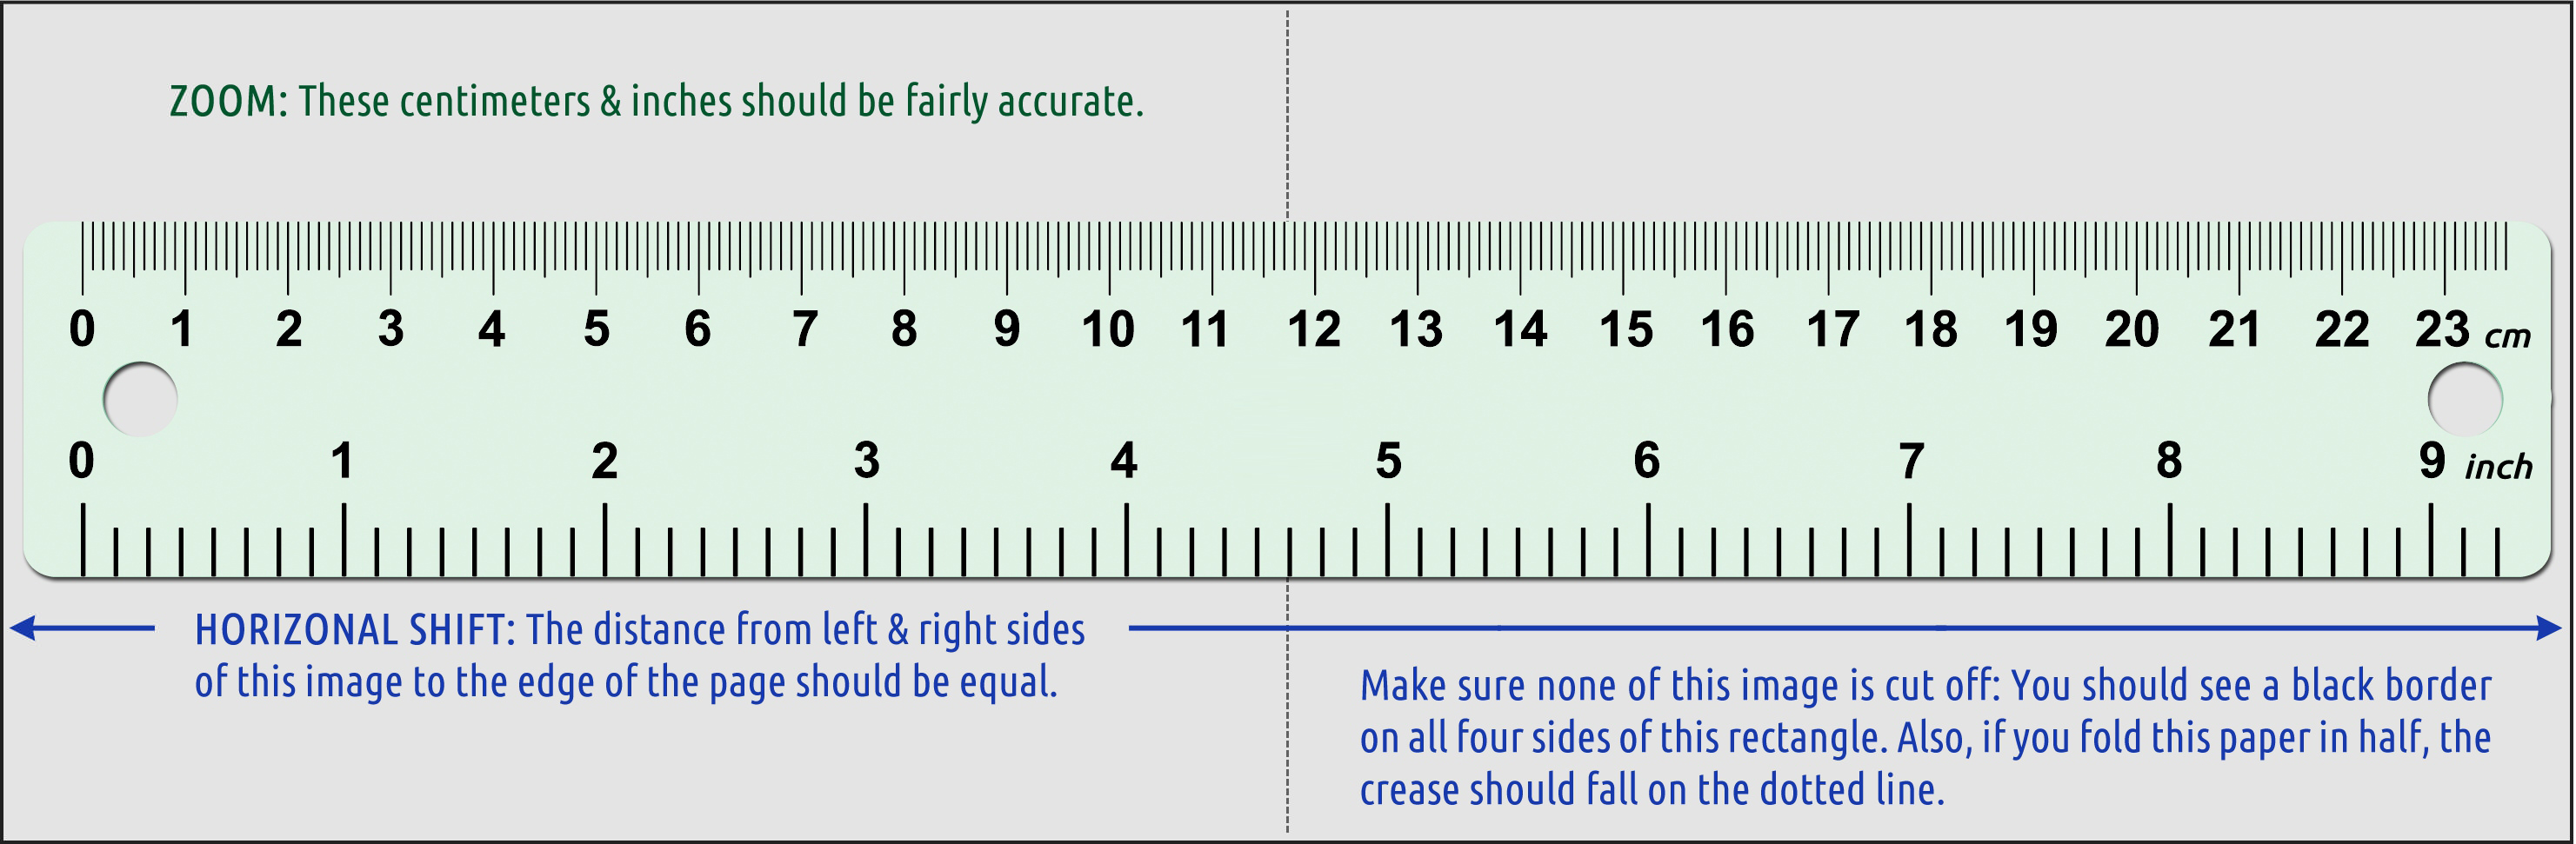 ZOOM: These centimeters & inches should be fairly accurate.
0 1 2 3 4 5 6 7 8 9 10 11 12 13 14 15 16 17 18 19 20 21 22 23 cm
0 1 2 3 4 5 6 7 8 9 inch
HORIZONAL SHIFT: The distance from left & right sides
of this image to the edge of the page should be equal.
Make sure none of this image is cut off: You should see a black border
on all four sides of this rectangle. Also, if you fold this paper in half, the
crease should fall on the dotted line.